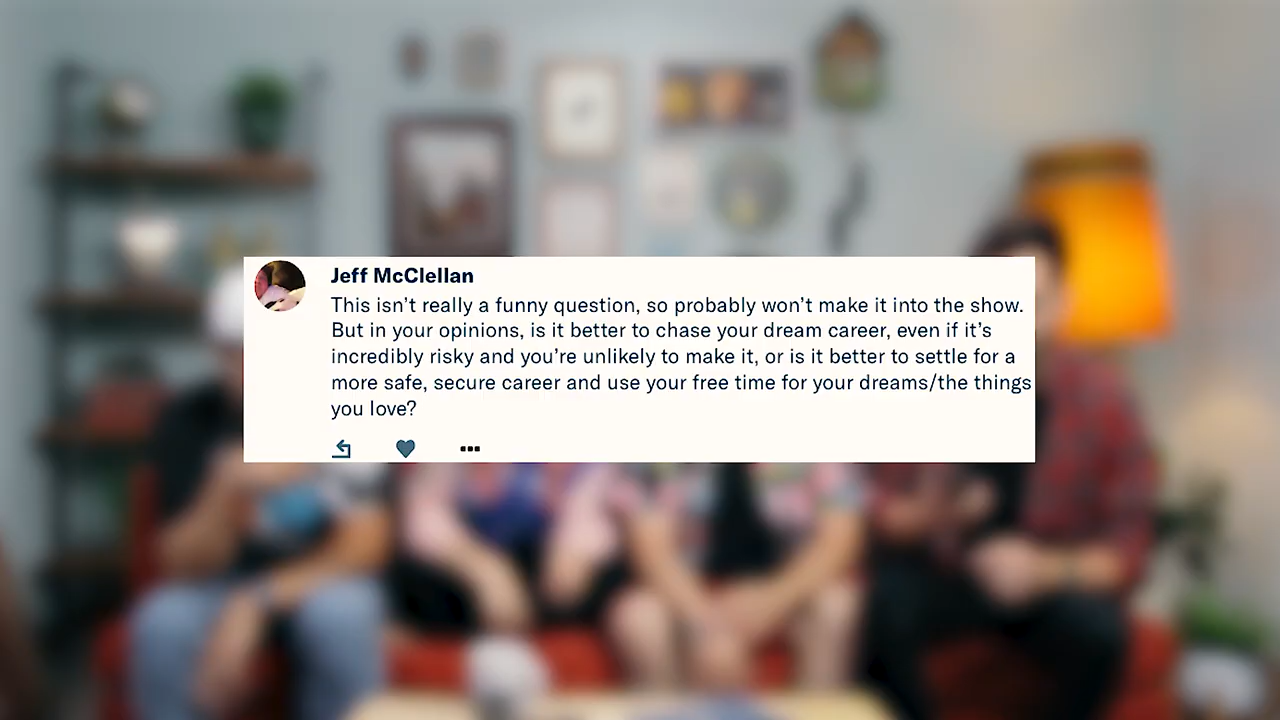 Jeff McClellan
This isn’t really a funny question, so probably won’t make it into the show.
But in your opinions, is it better to chase your dream career, even if it’s
incredibly risky and you’re unlikely to make it, or is it better to settle for a
more safe, secure career and use your free time for your dreams/the things
you love?